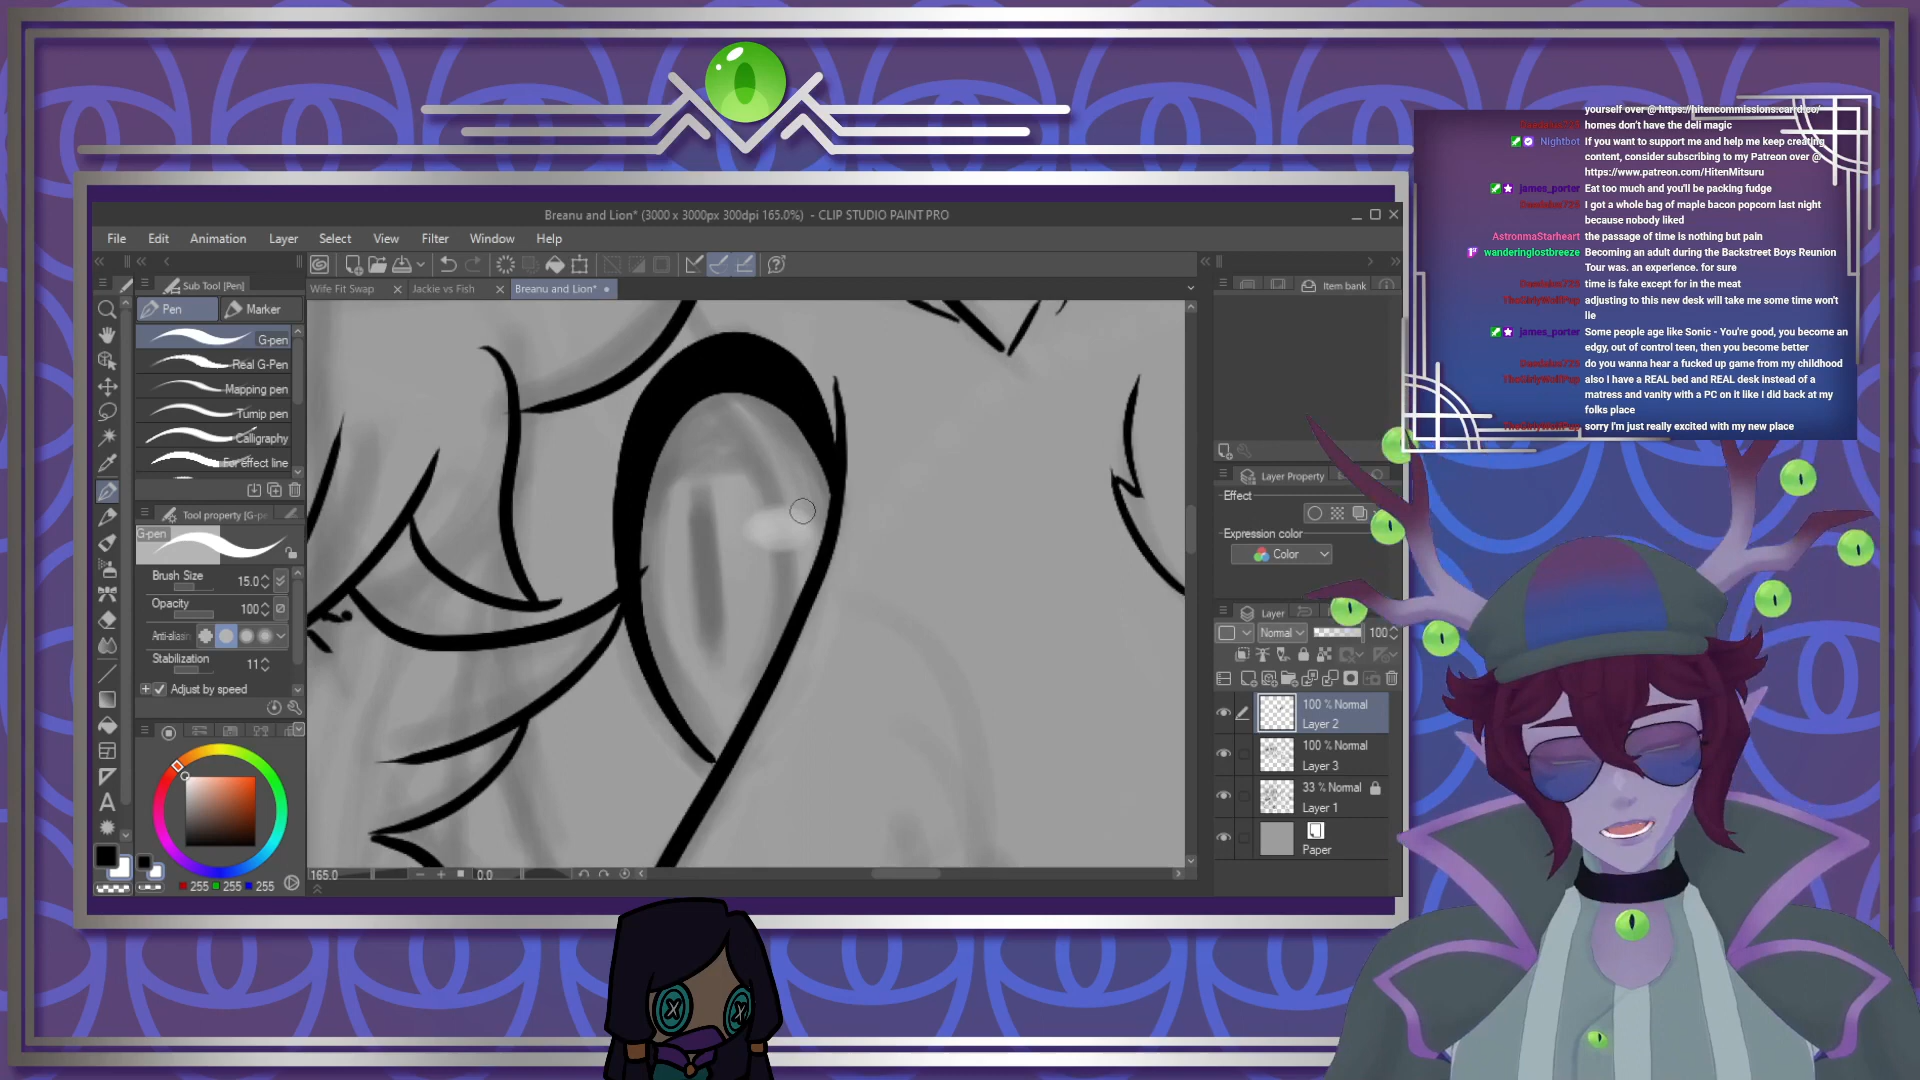 yourself over @ https://hitencommissions.carrd.co/
homes don't have the deli magic
Nightbot If you want to support me and help me keep creating
content, consider subscribing to my Patreon over @
https://www.patreon.com/HitenMitsuru
james_porter Eat too much and you'll be packing fudge
I got a whole bag of maple bacon popcorn last night
because nobody liked
AstronmaStarheart the passage of time is nothing but pain
wanderinglostbreeze Becoming an adult during the Backstreet Boys Reunion
Tour was. an experience. for sure
time is fake except for in the meat
TheGirlyWolfPup adjusting to this new desk will take me some time won't
lie
james_porter Some people age like Sonic - You're good, you become an
edgy, out of control teen, then you become better
do you wanna hear a fucked up game from my childhood
TheGirlyWolfPup also I have a REAL bed and REAL desk instead of a
matress and vanity with a PC on it like I did back at my
folks place
TheGirlyWolfPup sorry I'm just really excited with my new place
Breanu and Lion* (3000 x 3000px 300dpi 165.0%) - CLIP STUDIO PAINT PRO
File Edit Animation Layer Select View Filter Window Help
Sub Tool [Pen]
Wife Fit Swap Jackie vs Fish Breanu and Lion*
Pen Marker
G-pen
Real G-Pen
Mapping pen
Turnip pen
Calligraphy
For effect line
Tool property [G-pe
G-pen
Brush Size 15.0
Opacity 100
Anti-aliasin
Stabilization 11
Adjust by speed
255 255 255
165.0 0.0
Item bank
Layer Property
Effect
Expression color
Color
Layer
Normal 100
100 % Normal
Layer 2
100 % Normal
Layer 3
33 % Normal
Layer 1
Paper